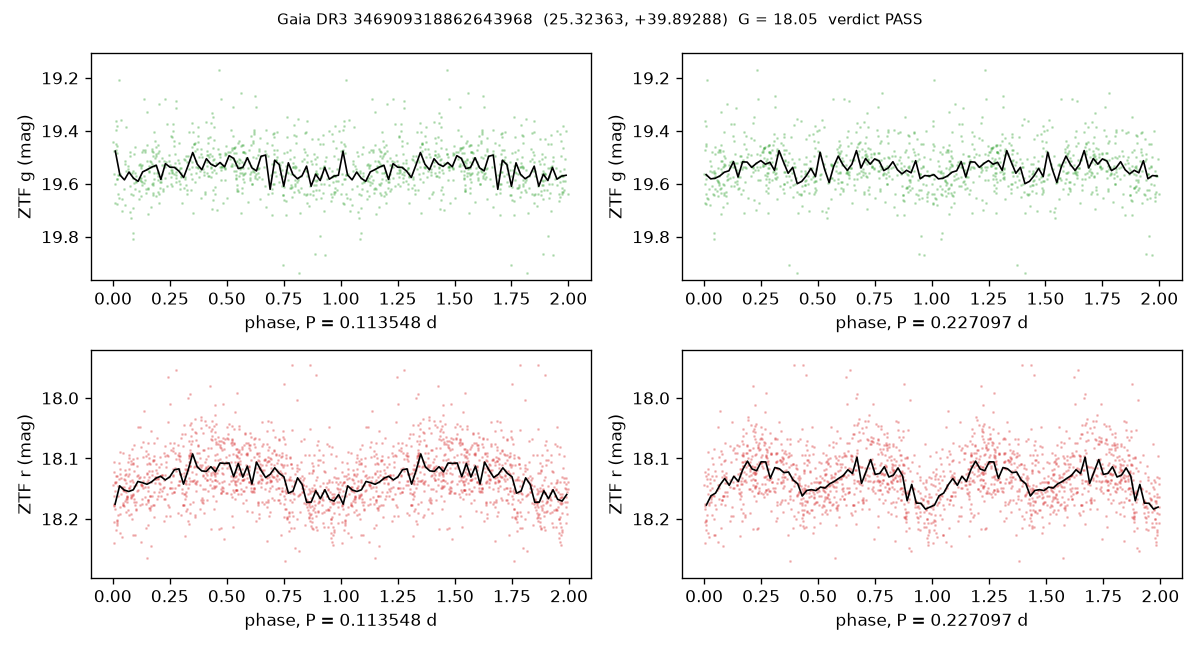 Gaia DR3 346909318862643968 (25.32363, +39.89288) G = 18.05 verdict PASS
ZTF g (mag)
19.2
19.4
19.6
19.8
0.00 0.25 0.50 0.75 1.00 1.25 1.50 1.75 2.00
phase, P = 0.113548 d
ZTF g (mag)
19.2
19.4
19.6
19.8
0.00 0.25 0.50 0.75 1.00 1.25 1.50 1.75 2.00
phase, P = 0.227097 d
ZTF r (mag)
18.0
18.1
18.2
0.00 0.25 0.50 0.75 1.00 1.25 1.50 1.75 2.00
phase, P = 0.113548 d
ZTF r (mag)
18.0
18.1
18.2
0.00 0.25 0.50 0.75 1.00 1.25 1.50 1.75 2.00
phase, P = 0.227097 d